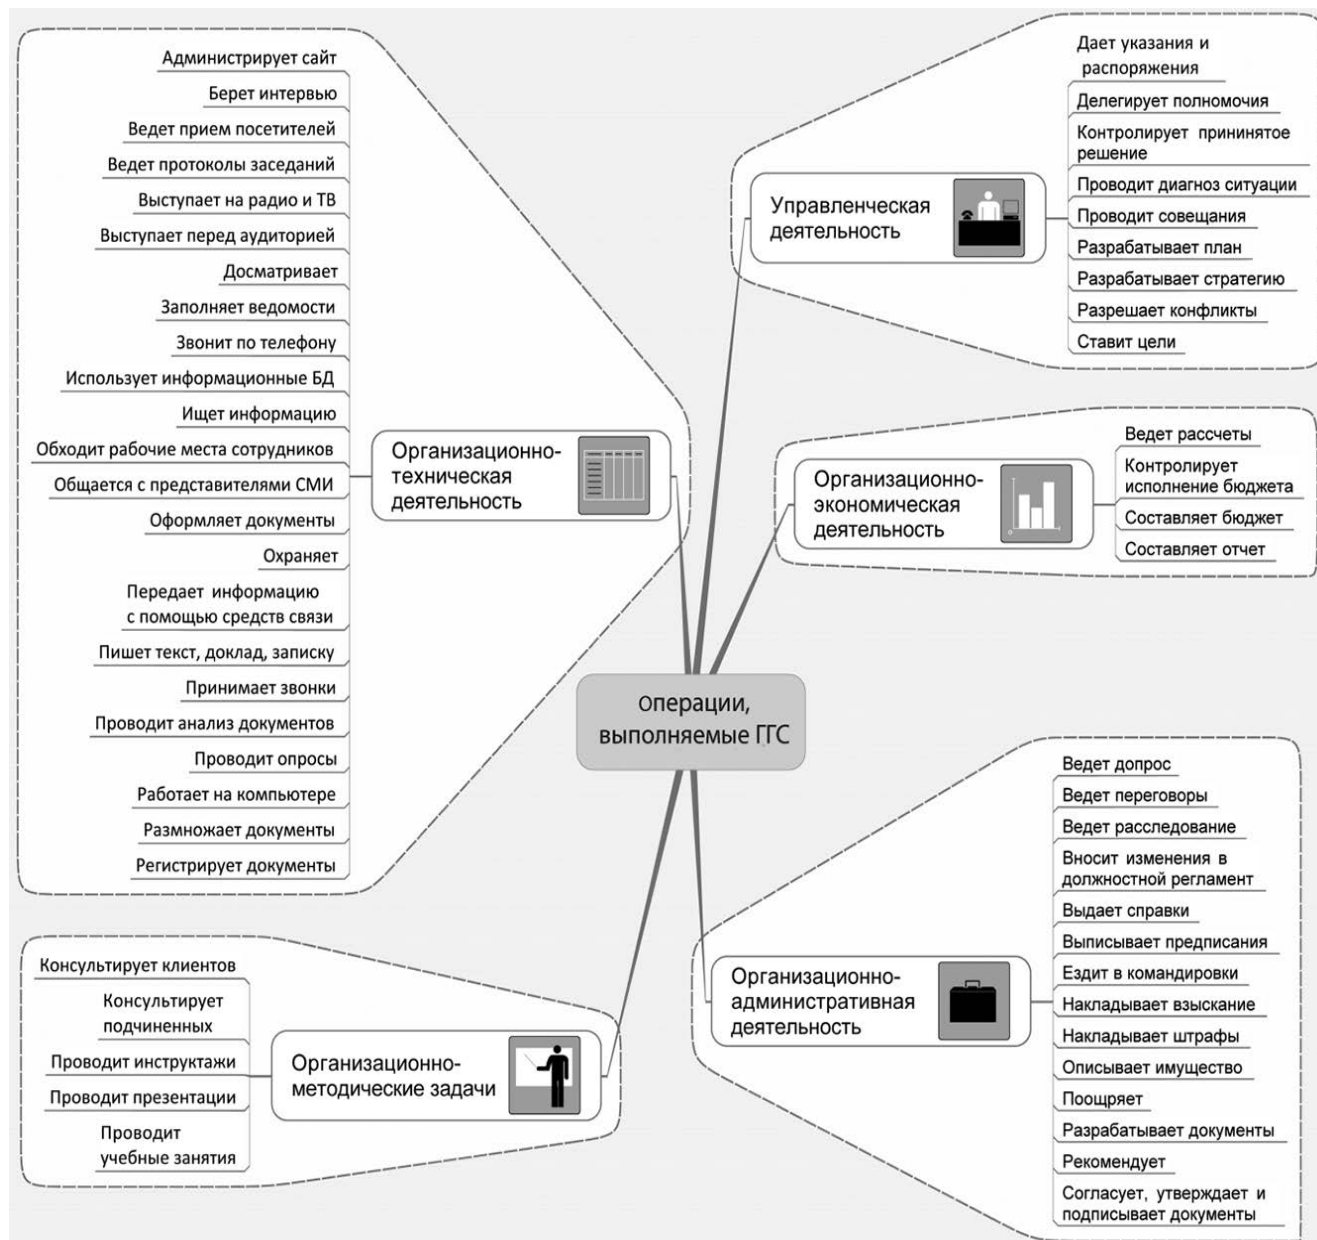 Администрирует сайт
Берет интервью
Ведет прием посетителей
Ведет протоколы заседаний
Выступает на радио и ТВ
Выступает перед аудиторией
Досматривает
Заполняет ведомости
Звонит по телефону
Использует информационные БД
Ищет информацию
Обходит рабочие места сотрудников
Общается с представителями СМИ
Оформляет документы
Охраняет
Передает информацию
с помощью средств связи
Пишет текст, доклад, записку
Принимает звонки
Проводит анализ документов
Проводит опросы
Работает на компьютере
Размножает документы
Регистрирует документы
Организационно-
техническая
деятельность
Дает указания и
распоряжения
Делегирует полномочия
Контролирует прининятое
решение
Проводит диагноз ситуации
Проводит совещания
Разрабатывает план
Разрабатывает стратегию
Разрешает конфликты
Ставит цели
Управленческая
деятельность
Ведет рассчеты
Контролирует
исполнение бюджета
Составляет бюджет
Составляет отчет
Организационно-
экономическая
деятельность
Операции,
выполняемые ГГС
Консультирует клиентов
Консультирует
подчиненных
Проводит инструктажи
Проводит презентации
Проводит
учебные занятия
Организационно-
методические задачи
Организационно-
административная
деятельность
Ведет допрос
Ведет переговоры
Ведет расследование
Вносит изменения в
должностной регламент
Выдает справки
Выписывает предписания
Ездит в командировки
Накладывает взыскание
Накладывает штрафы
Описывает имущество
Поощряет
Разрабатывает документы
Рекомендует
Согласует, утверждает и
подписывает документы